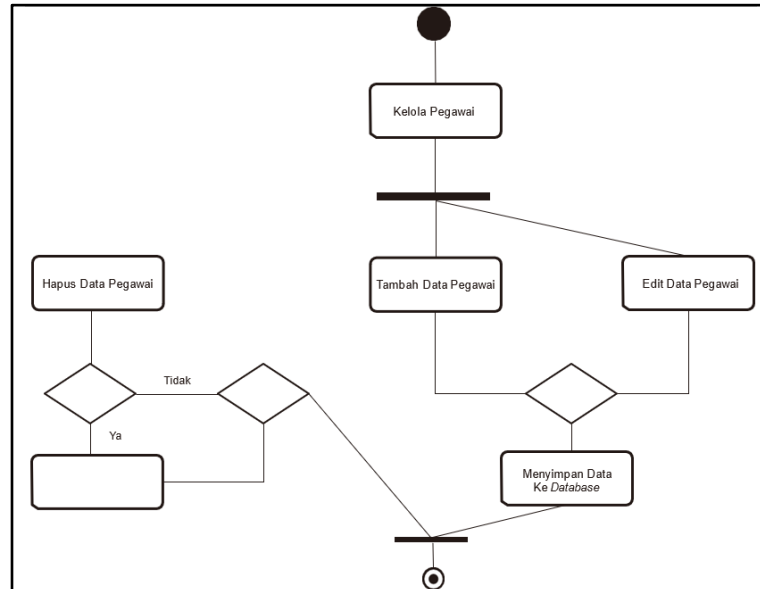 Kelola Pegawai
Hapus Data Pegawai
Tambah Data Pegawai
Edit Data Pegawai
Tidak
Ya
Menyimpan Data
Ke Database